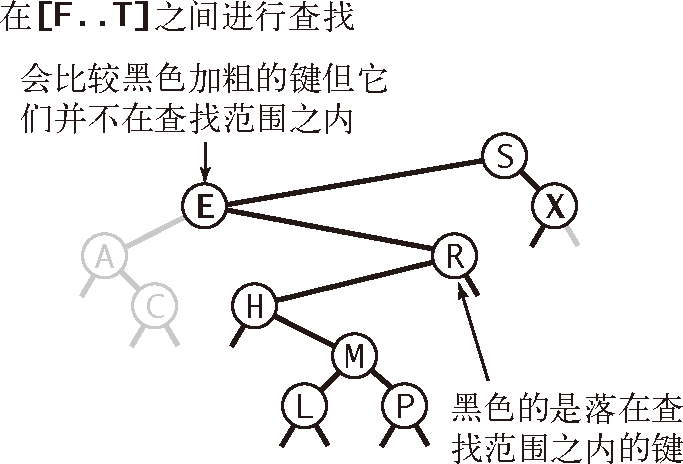 在[F..T]之间进行查找
会比较黑色加粗的键但它
们并不在查找范围之内
S
E
X
A
R
C
H
M
L
P
黑色的是落在查
找范围之内的键